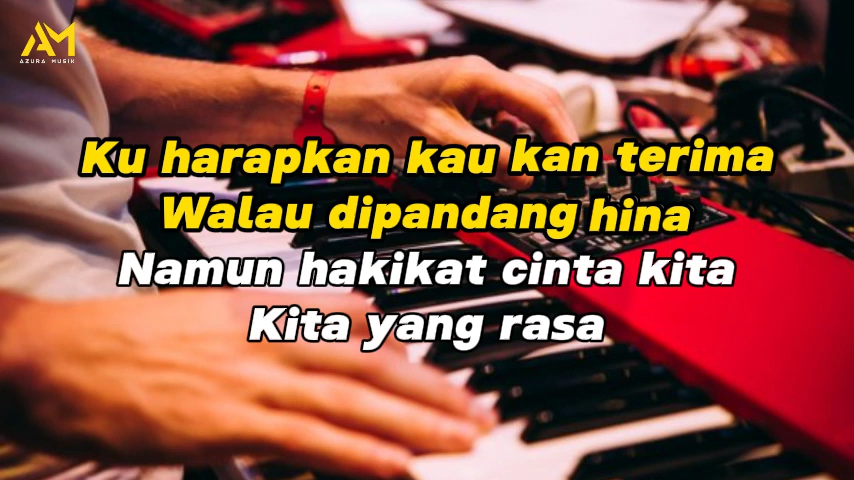 AM
AZURA MUSIK
Ku harapkan kau kan terima
Walau dipandang hina
Namun hakikat cinta kita
Kita yang rasa